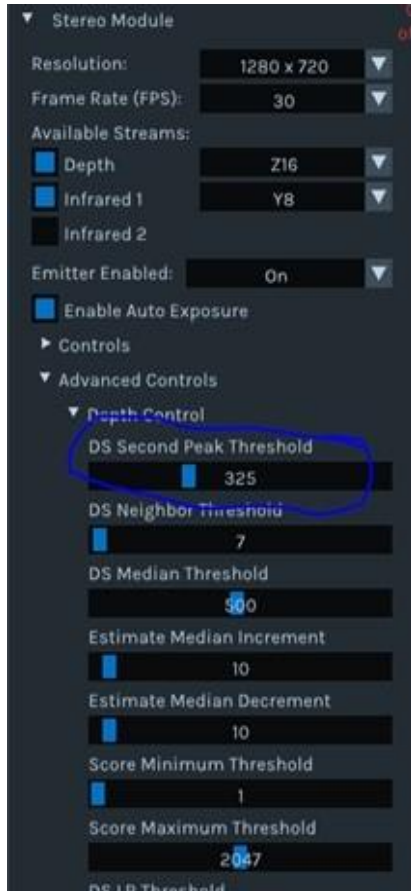 Stereo Module
Resolution: 1280 x 720
Frame Rate (FPS): 30
Available Streams:
Depth Z16
Infrared 1 Y8
Infrared 2
Emitter Enabled: On
Enable Auto Exposure
Controls
Advanced Controls
Depth Control
DS Second Peak Threshold
325
DS Neighbor Threshold
7
DS Median Threshold
500
Estimate Median Increment
10
Estimate Median Decrement
10
Score Minimum Threshold
1
Score Maximum Threshold
2047
DS LR Threshold